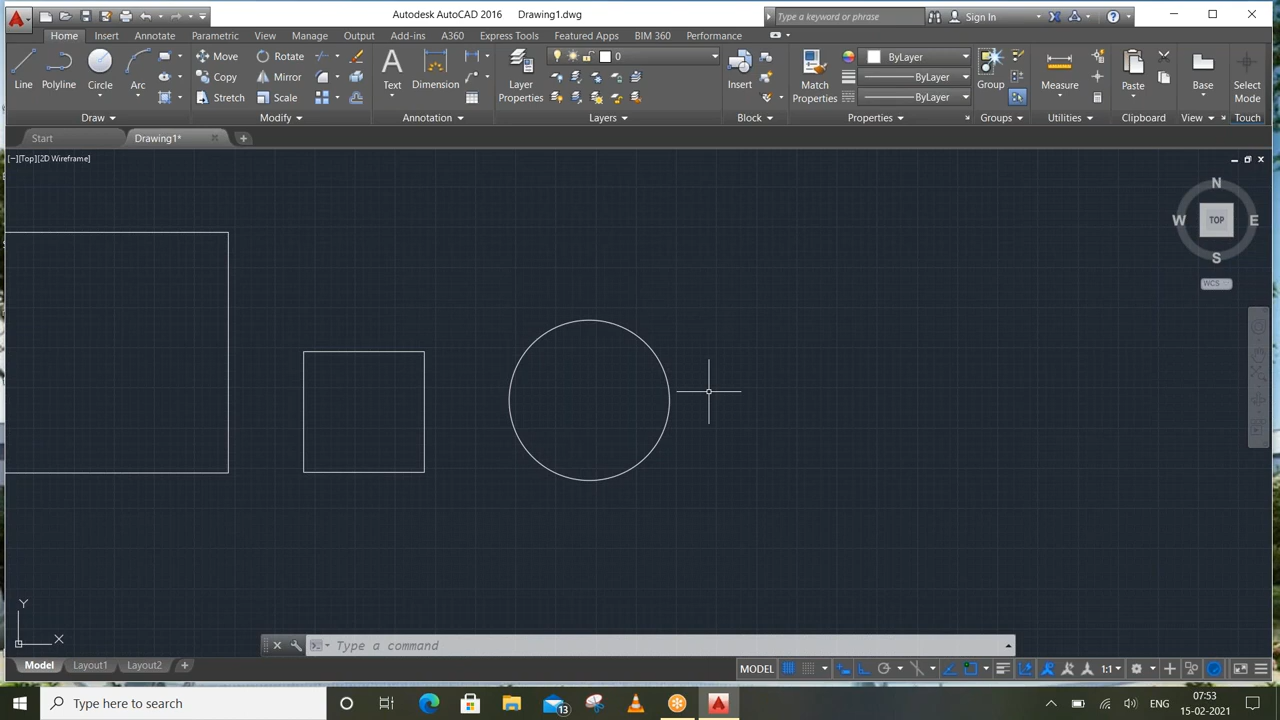 Autodesk AutoCAD 2016 Drawing1.dwg
Type a keyword or phrase
Sign In
Home Insert Annotate Parametric View Manage Output Add-ins A360 Express Tools Featured Apps BIM 360 Performance
Line
Polyline
Circle
Arc
Move
Copy
Stretch
Rotate
Mirror
Scale
Text
Dimension
Layer
Properties
0
Insert
Match
Properties
ByLayer
ByLayer
ByLayer
Group
Measure
Paste
Base
Select
Mode
Draw Modify Annotation Layers Block Properties Groups Utilities Clipboard View Touch
Start Drawing1*
[−][Top][2D Wireframe]
N
W TOP E
S
WCS
Y
X
Type a command
Model Layout1 Layout2
MODEL 1:1
Type here to search
13
ENG
07:53
15-02-2021